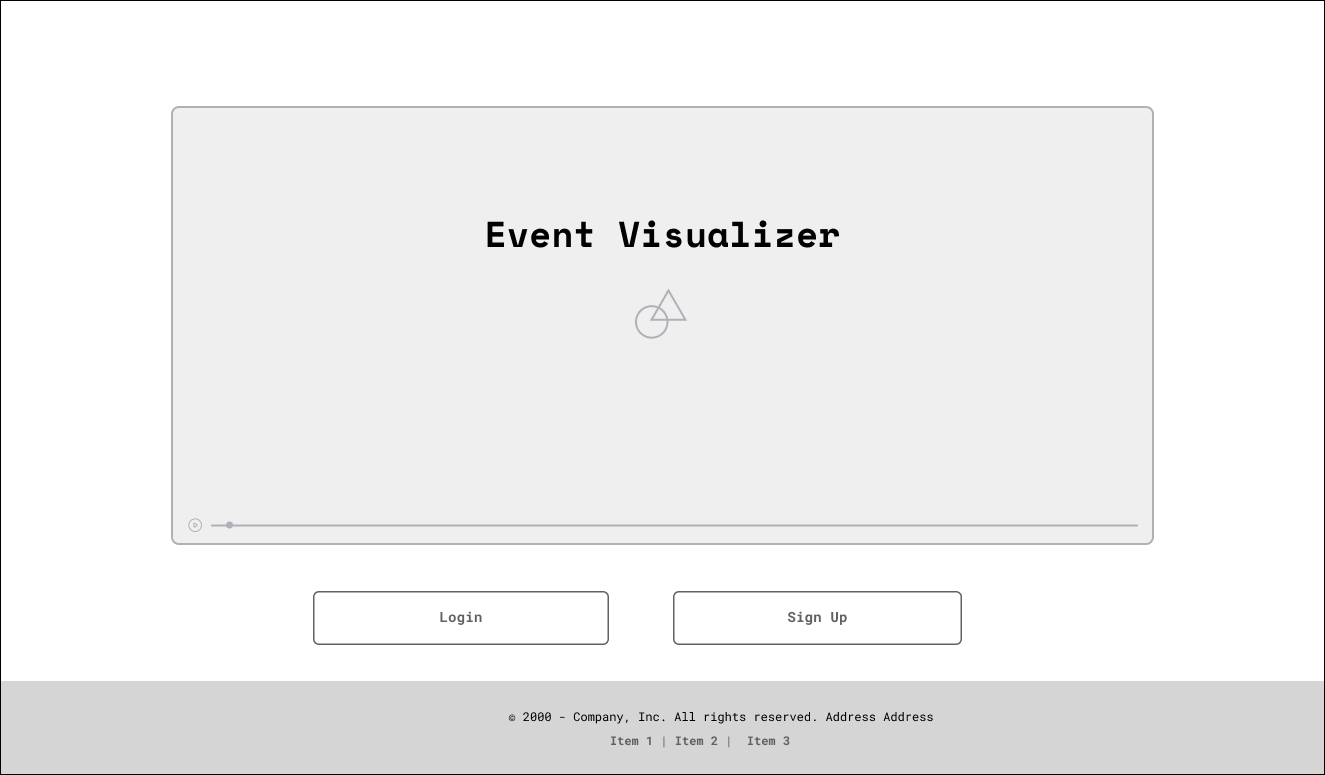 Event Visualizer
Login
Sign Up
© 2000 - Company, Inc. All rights reserved. Address Address
Item 1 | Item 2 |  Item 3